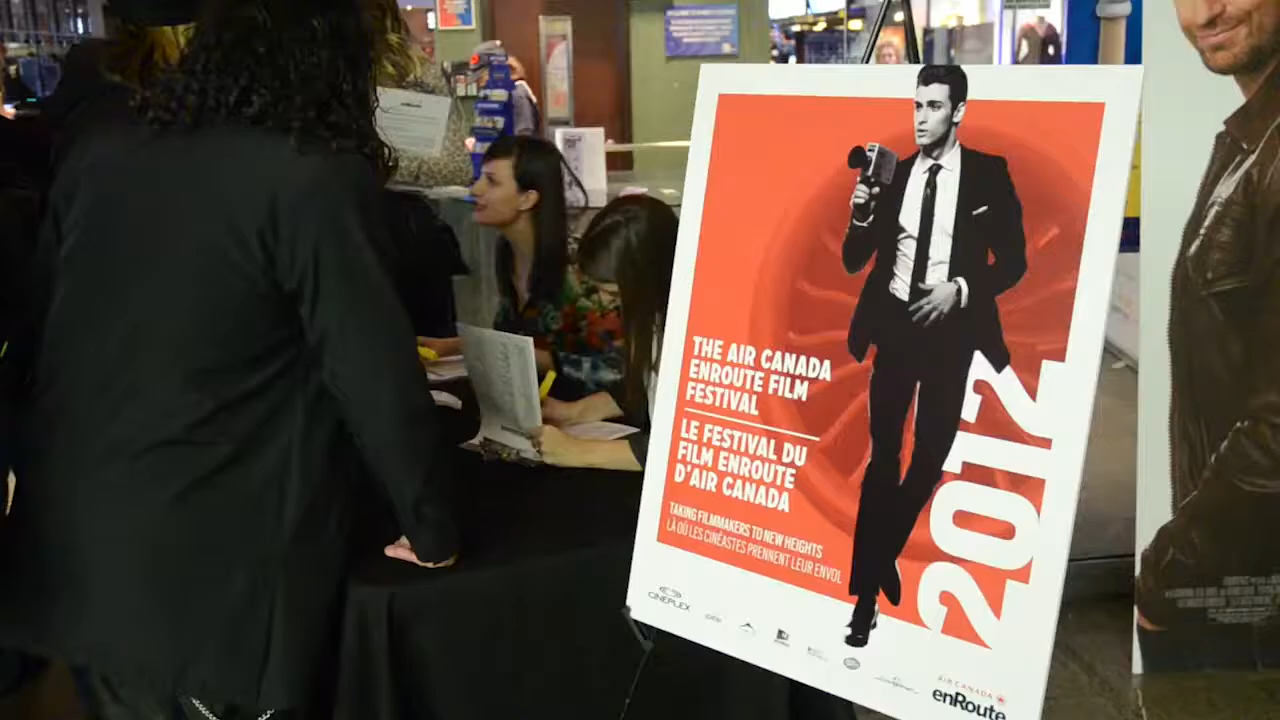 THE AIR CANADA
ENROUTE FILM
FESTIVAL
LE FESTIVAL DU
FILM ENROUTE
D'AIR CANADA
TAKING FILMMAKERS TO NEW HEIGHTS
LÀ OÙ LES CINÉASTES PRENNENT LEUR ENVOL
2012
CINEPLEX
AIR CANADA
enRoute